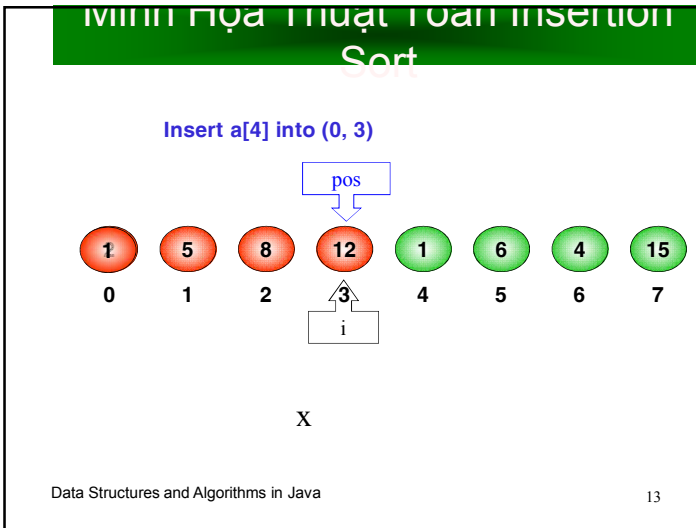 Minh Họa Thuật Toán Insertion
Sort
Insert a[4] into (0, 3)
pos
1 5 8 12 1 6 4 15
0 1 2 3 4 5 6 7
i
x
Data Structures and Algorithms in Java
13